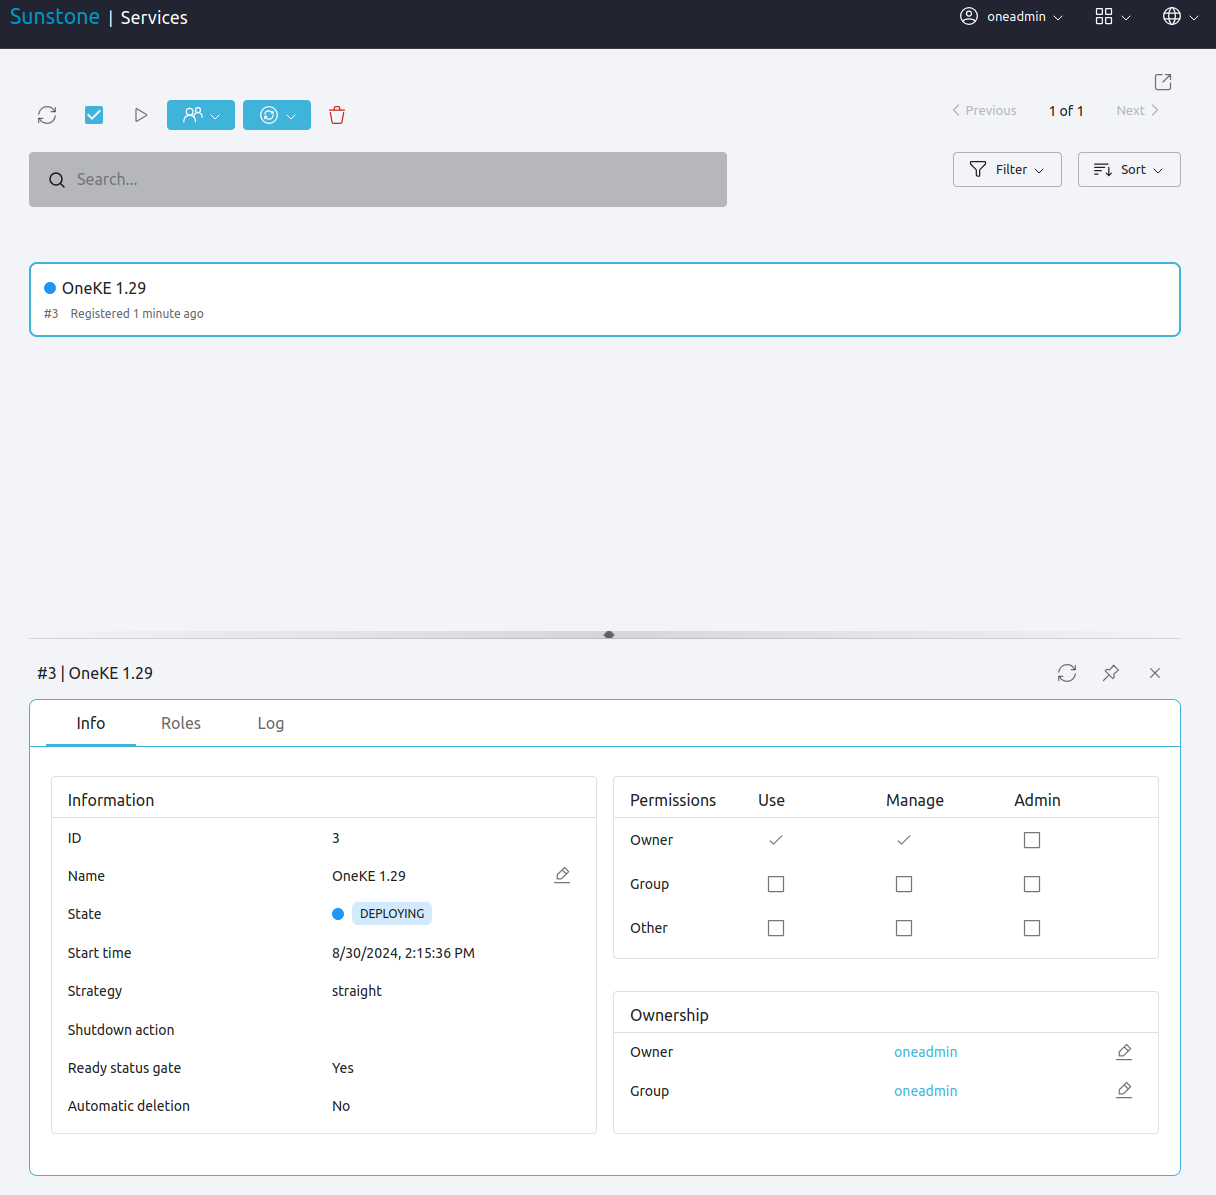 Sunstone | Services
oneadmin
Previous 1 of 1 Next
Search...
Filter
Sort
OneKE 1.29
#3 Registered 1 minute ago
#3 | OneKE 1.29
Info Roles Log
Information
ID 3
Name OneKE 1.29
State DEPLOYING
Start time 8/30/2024, 2:15:36 PM
Strategy straight
Shutdown action
Ready status gate Yes
Automatic deletion No
Permissions Use Manage Admin
Owner
Group
Other
Ownership
Owner oneadmin
Group oneadmin